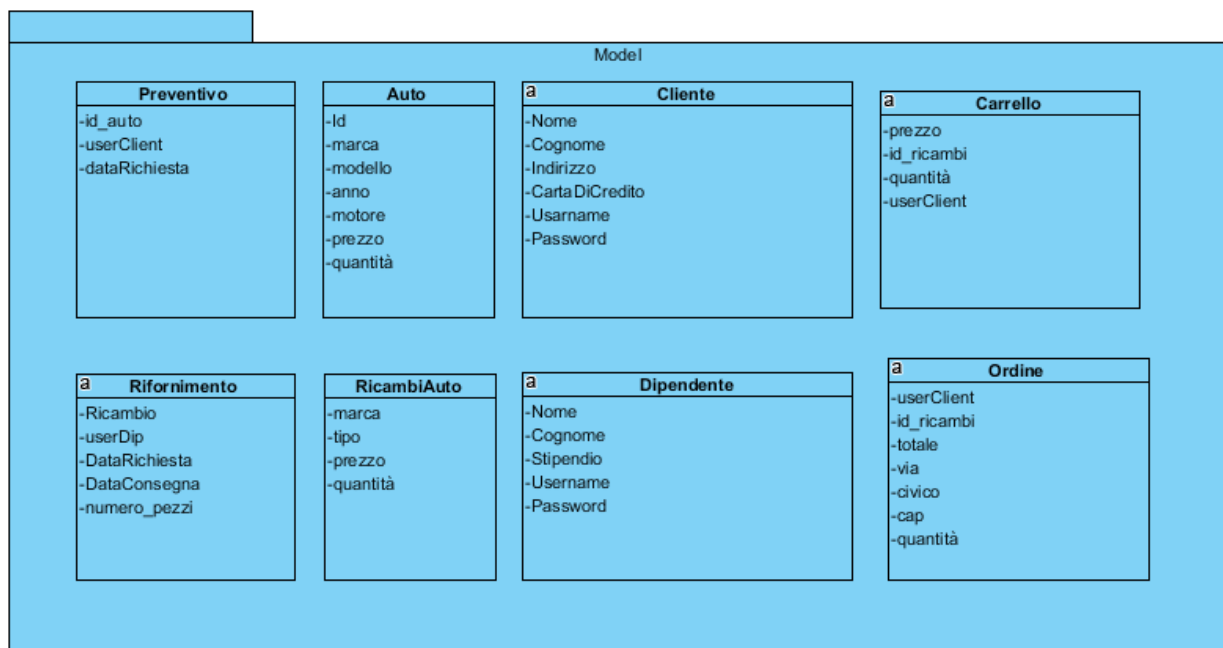 Model
Preventivo
-id_auto
-userClient
-dataRichiesta
Auto
-Id
-marca
-modello
-anno
-motore
-prezzo
-quantità
a
Cliente
-Nome
-Cognome
-Indirizzo
-CartaDiCredito
-Usarname
-Password
a
Carrello
-prezzo
-id_ricambi
-quantità
-userClient
a
Rifornimento
-Ricambio
-userDip
-DataRichiesta
-DataConsegna
-numero_pezzi
RicambiAuto
-marca
-tipo
-prezzo
-quantità
a
Dipendente
-Nome
-Cognome
-Stipendio
-Username
-Password
a
Ordine
-userClient
-id_ricambi
-totale
-via
-civico
-cap
-quantità